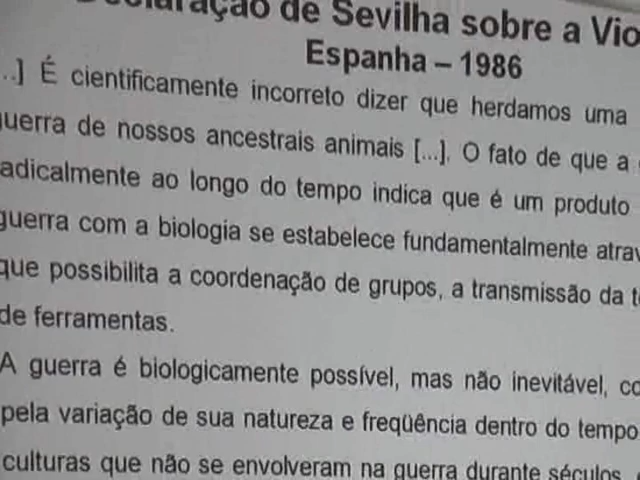 Declaração de Sevilha sobre a Vio
Espanha – 1986
..] É cientificamente incorreto dizer que herdamos uma
guerra de nossos ancestrais animais [...]. O fato de que a
adicalmente ao longo do tempo indica que é um produto
guerra com a biologia se estabelece fundamentalmente atrav
que possibilita a coordenação de grupos, a transmissão da te
de ferramentas.
A guerra é biologicamente possível, mas não inevitável, co
pela variação de sua natureza e freqüência dentro do tempo
culturas que não se envolveram na guerra durante séculos,